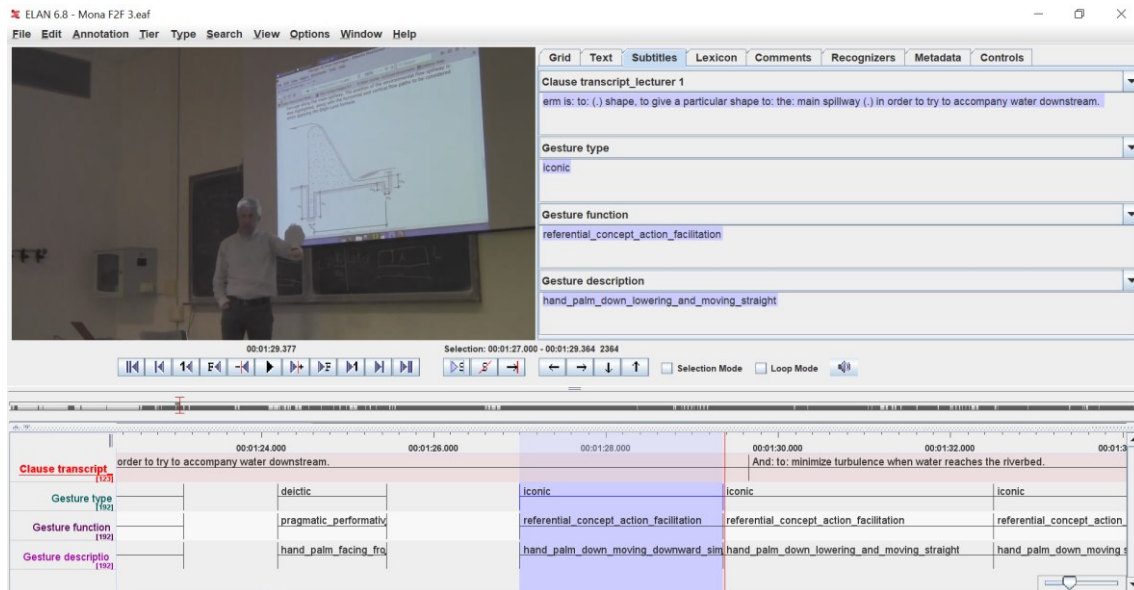 ELAN 6.8 - Mona F2F 3.eaf
File Edit Annotation Tier Type Search View Options Window Help
Grid Text Subtitles Lexicon Comments Recognizers Metadata Controls
Clause transcript_lecturer 1
erm is: to: (.) shape, to give a particular shape to: the: main spillway (.) in order to try to accompany water downstream.
Gesture type
iconic
Gesture function
referential_concept_action_facilitation
Gesture description
hand_palm_down_lowering_and_moving_straight
00:01:29.377
Selection: 00:01:27.000 - 00:01:29.364 2364
Selection Mode Loop Mode
00:01:24.000 00:01:26.000 00:01:28.000 00:01:30.000 00:01:32.000 00:01:3
Clause transcript order to try to accompany water downstream. And: to: minimize turbulence when water reaches the riverbed.
[123]
Gesture type deictic iconic iconic iconic
[192]
Gesture function pragmatic_performativ referential_concept_action_facilitation referential_concept_action_facilitation referential_concept_action_
[192]
Gesture descriptio hand_palm_facing_fro hand_palm_down_moving_downward_sim hand_palm_down_lowering_and_moving_straight hand_palm_down_moving_s
[192]